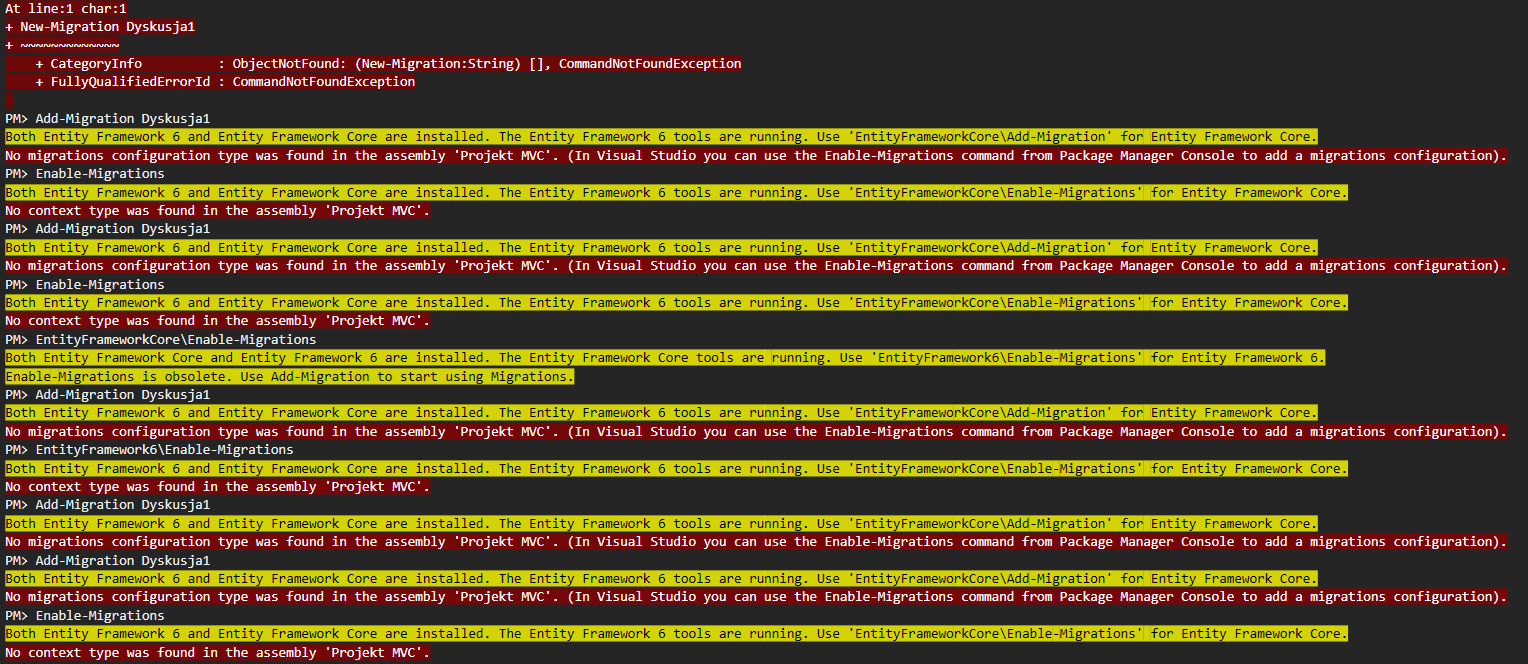 At line:1 char:1
+ New-Migration Dyskusja1
+ ~~~~~~~~~~~~~
    + CategoryInfo          : ObjectNotFound: (New-Migration:String) [], CommandNotFoundException
    + FullyQualifiedErrorId : CommandNotFoundException
PM> Add-Migration Dyskusja1
Both Entity Framework 6 and Entity Framework Core are installed. The Entity Framework 6 tools are running. Use 'EntityFrameworkCore\Add-Migration' for Entity Framework Core.
No migrations configuration type was found in the assembly 'Projekt MVC'. (In Visual Studio you can use the Enable-Migrations command from Package Manager Console to add a migrations configuration).
PM> Enable-Migrations
Both Entity Framework 6 and Entity Framework Core are installed. The Entity Framework 6 tools are running. Use 'EntityFrameworkCore\Enable-Migrations' for Entity Framework Core.
No context type was found in the assembly 'Projekt MVC'.
PM> Add-Migration Dyskusja1
Both Entity Framework 6 and Entity Framework Core are installed. The Entity Framework 6 tools are running. Use 'EntityFrameworkCore\Add-Migration' for Entity Framework Core.
No migrations configuration type was found in the assembly 'Projekt MVC'. (In Visual Studio you can use the Enable-Migrations command from Package Manager Console to add a migrations configuration).
PM> Enable-Migrations
Both Entity Framework 6 and Entity Framework Core are installed. The Entity Framework 6 tools are running. Use 'EntityFrameworkCore\Enable-Migrations' for Entity Framework Core.
No context type was found in the assembly 'Projekt MVC'.
PM> EntityFrameworkCore\Enable-Migrations
Both Entity Framework Core and Entity Framework 6 are installed. The Entity Framework Core tools are running. Use 'EntityFramework6\Enable-Migrations' for Entity Framework 6.
Enable-Migrations is obsolete. Use Add-Migration to start using Migrations.
PM> Add-Migration Dyskusja1
Both Entity Framework 6 and Entity Framework Core are installed. The Entity Framework 6 tools are running. Use 'EntityFrameworkCore\Add-Migration' for Entity Framework Core.
No migrations configuration type was found in the assembly 'Projekt MVC'. (In Visual Studio you can use the Enable-Migrations command from Package Manager Console to add a migrations configuration).
PM> EntityFramework6\Enable-Migrations
Both Entity Framework 6 and Entity Framework Core are installed. The Entity Framework 6 tools are running. Use 'EntityFrameworkCore\Enable-Migrations' for Entity Framework Core.
No context type was found in the assembly 'Projekt MVC'.
PM> Add-Migration Dyskusja1
Both Entity Framework 6 and Entity Framework Core are installed. The Entity Framework 6 tools are running. Use 'EntityFrameworkCore\Add-Migration' for Entity Framework Core.
No migrations configuration type was found in the assembly 'Projekt MVC'. (In Visual Studio you can use the Enable-Migrations command from Package Manager Console to add a migrations configuration).
PM> Add-Migration Dyskusja1
Both Entity Framework 6 and Entity Framework Core are installed. The Entity Framework 6 tools are running. Use 'EntityFrameworkCore\Add-Migration' for Entity Framework Core.
No migrations configuration type was found in the assembly 'Projekt MVC'. (In Visual Studio you can use the Enable-Migrations command from Package Manager Console to add a migrations configuration).
PM> Enable-Migrations
Both Entity Framework 6 and Entity Framework Core are installed. The Entity Framework 6 tools are running. Use 'EntityFrameworkCore\Enable-Migrations' for Entity Framework Core.
No context type was found in the assembly 'Projekt MVC'.